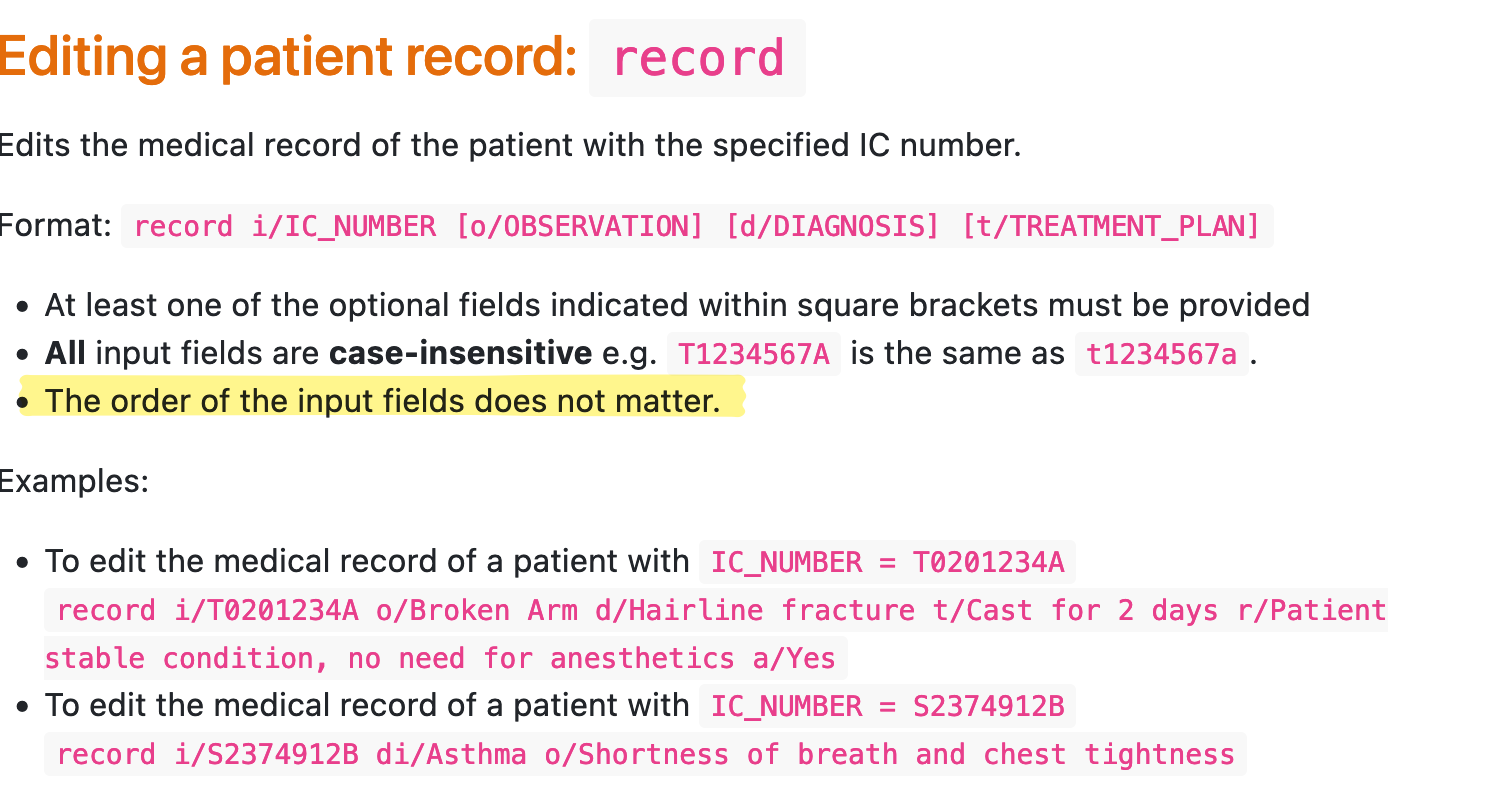 Editing a patient record: record
Edits the medical record of the patient with the specified IC number.
Format: record i/IC_NUMBER [o/OBSERVATION] [d/DIAGNOSIS] [t/TREATMENT_PLAN]
• At least one of the optional fields indicated within square brackets must be provided
• All input fields are case-insensitive e.g. T1234567A is the same as t1234567a .
• The order of the input fields does not matter.
Examples:
• To edit the medical record of a patient with IC_NUMBER = T0201234A
record i/T0201234A o/Broken Arm d/Hairline fracture t/Cast for 2 days r/Patient
stable condition, no need for anesthetics a/Yes
• To edit the medical record of a patient with IC_NUMBER = S2374912B
record i/S2374912B di/Asthma o/Shortness of breath and chest tightness